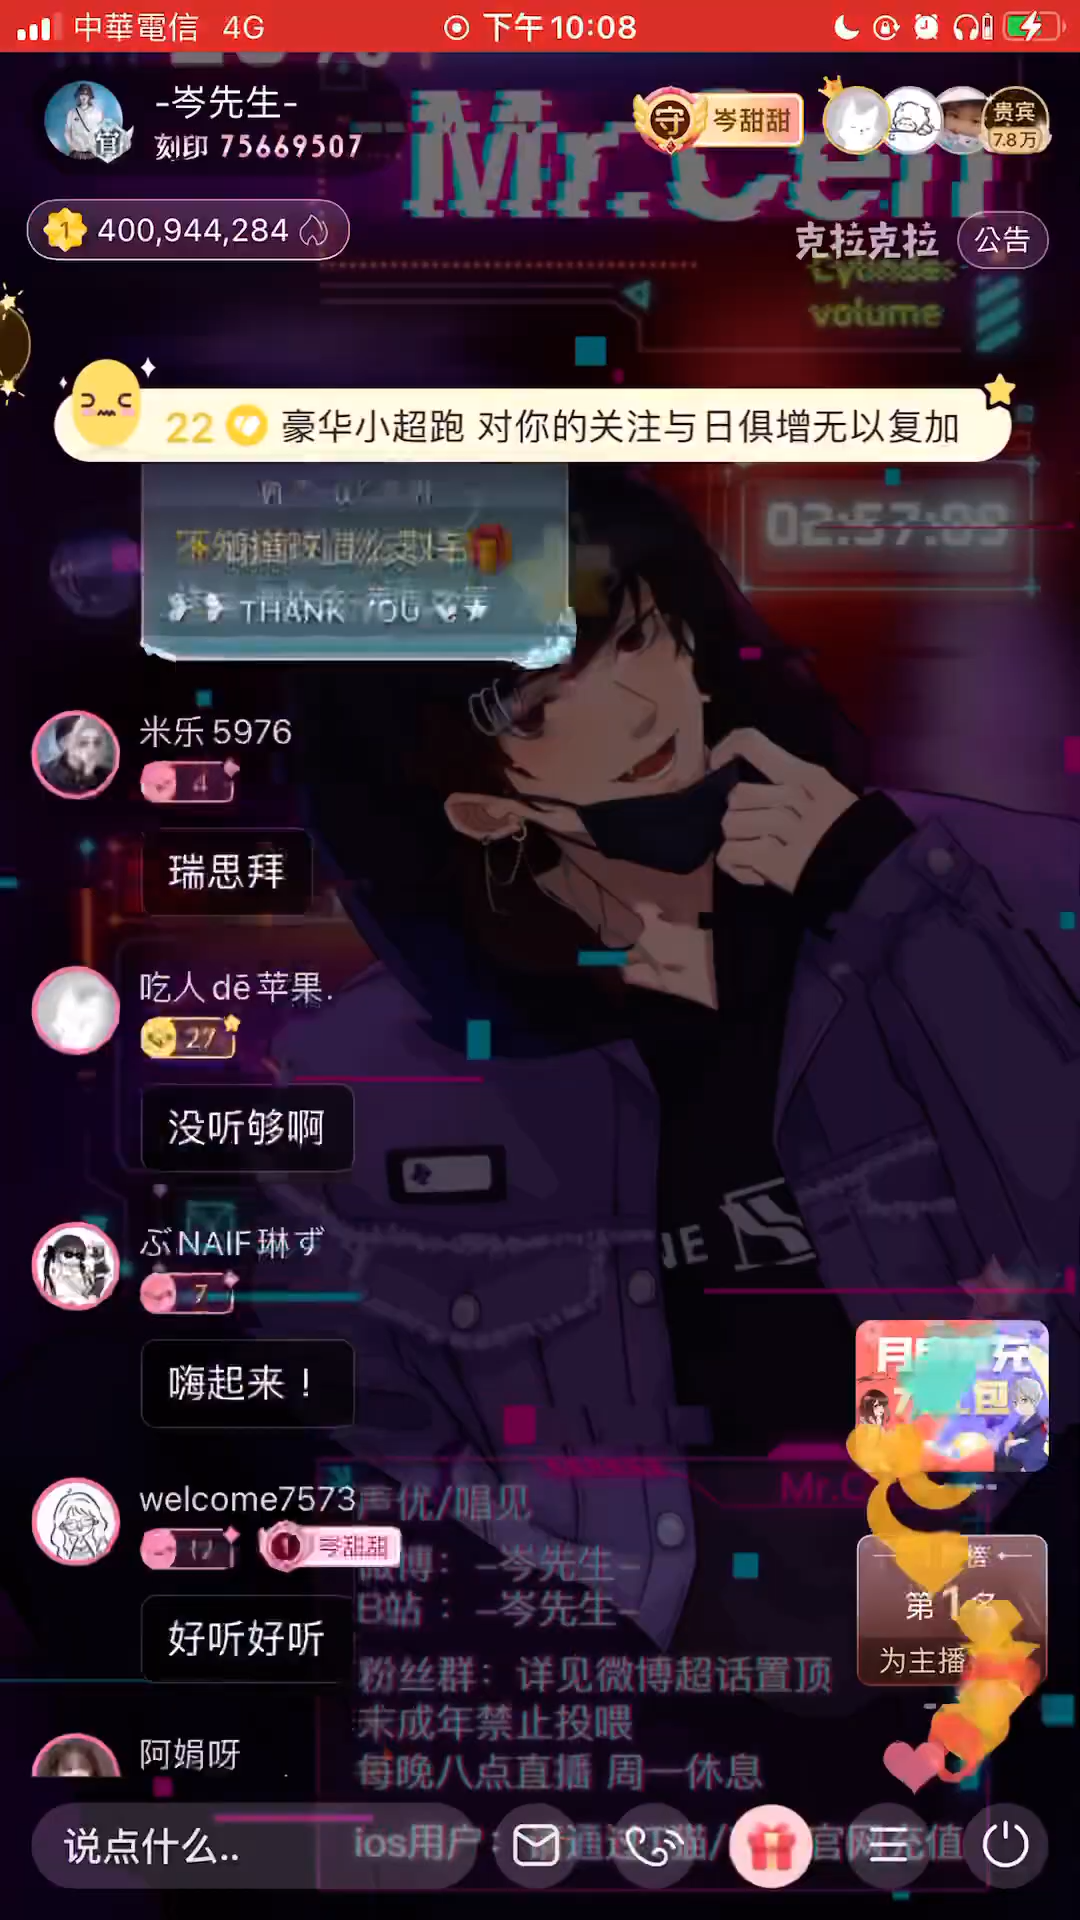 中華電信 4G
下午10:08
-岑先生-
刻印 75669507
守 岑甜甜
贵宾
7.8万
Mr.Cen
1 400,944,284
克拉克拉
公告
volume
22 豪华小超跑 对你的关注与日俱增无以复加
02:57:09
THANK YOU
米乐5976
4
瑞思拜
吃人dē苹果.
27
没听够啊
ぶNAIF琳ず
7
嗨起来！
welcome7573
17
1 岑甜甜
好听好听
声优/唱见
微博：-岑先生-
B站：-岑先生-
粉丝群：详见微博超话置顶
未成年禁止投喂
每晚八点直播 周一休息
第1名
为主播
阿娟呀
说点什么..
ios用户：
官网充值